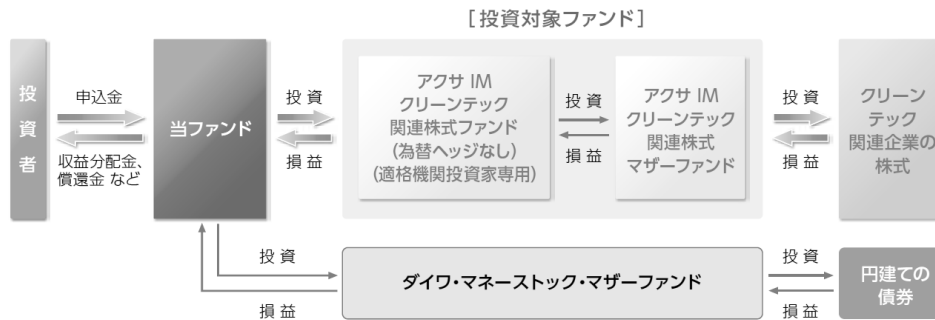 [投資対象ファンド]
投資者
申込金
収益分配金、
償還金 など
当ファンド
投 資
損 益
アクサ IM
クリーンテック
関連株式ファンド
(為替ヘッジなし)
(適格機関投資家専用)
投 資
損 益
アクサ IM
クリーンテック
関連株式
マザーファンド
投 資
損 益
クリーン
テック
関連企業の
株式
投 資
損 益
ダイワ・マネーストック・マザーファンド
投 資
損 益
円建ての
債券